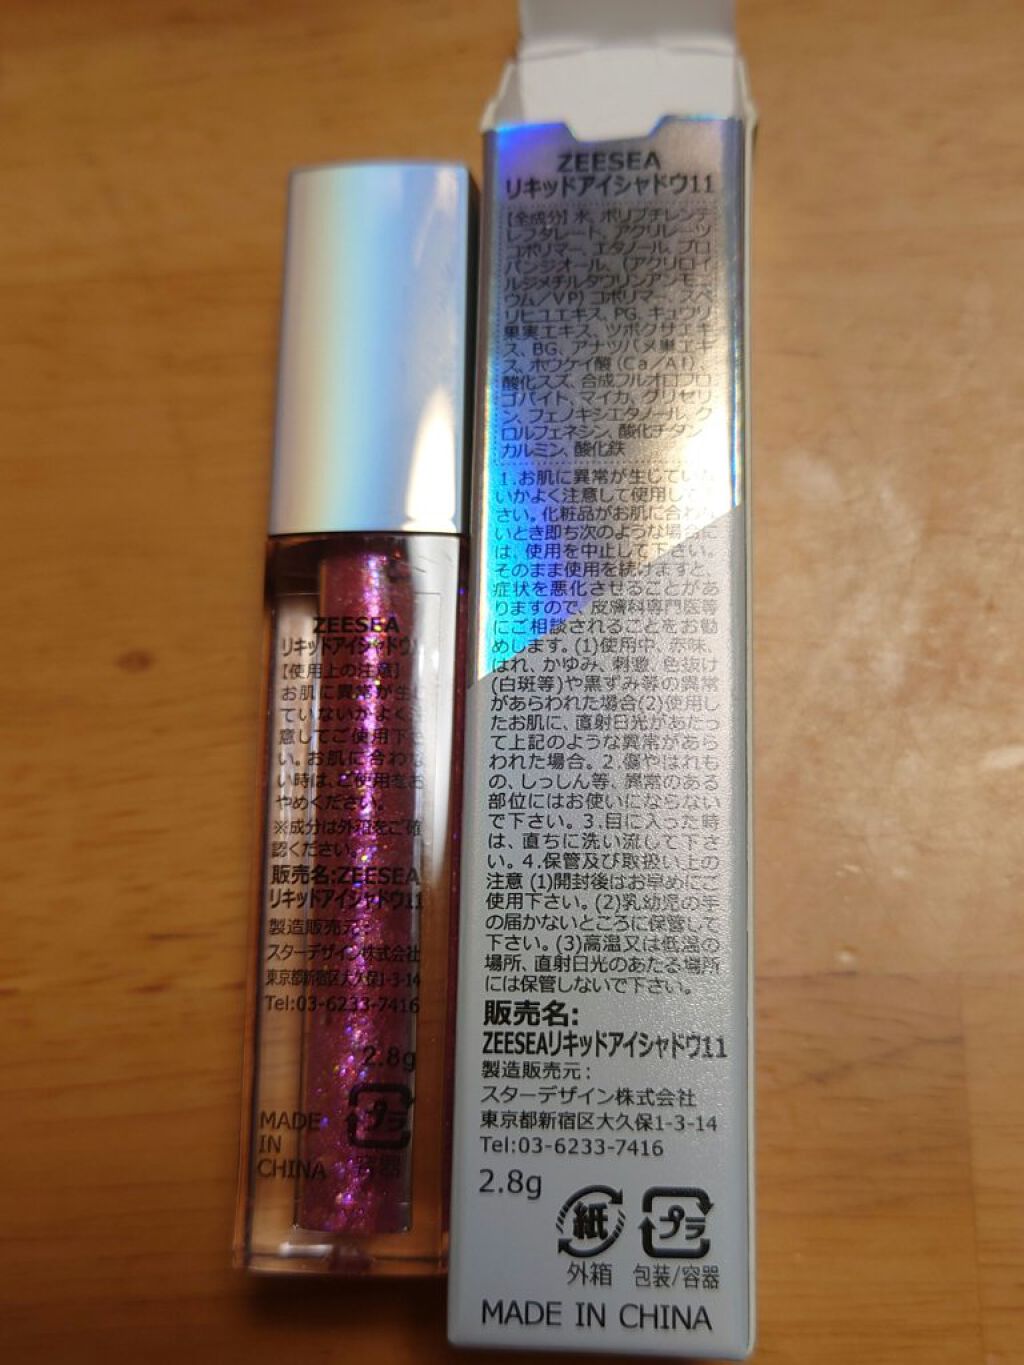 ZEESEA
リキッドアイシャドウ11
【全成分】水、ポリブチレンテ
レフタレート、アクリレーツ
コポリマー、エタノール、プロ
パンジオール、(アクリロイ
ルジメチルタウリンアンモニ
ウム/VP)コポリマー、スベ
リヒユエキス、PG、キュウリ
果実エキス、ツボクサエキ
ス、BG、アナツバメ巣エキ
ス、ホウケイ酸(Ca/Al)、
酸化スズ、合成フルオロフロ
ゴパイト、マイカ、グリセリ
ン、フェノキシエタノール、ク
ロルフェネシン、酸化チタン、
カルミン、酸化鉄
1.お肌に異常が生じていな
いかよく注意して使用して下
さい。化粧品がお肌に合わな
いとき即ち次のような場合に
は、使用を中止して下さい。
そのまま使用を続けますと、
症状を悪化させることがあ
りますので、皮膚科専門医等
にご相談されることをお勧
めします。(1)使用中、赤味、
はれ、かゆみ、刺激、色抜け
(白斑等)や黒ずみ等の異常
があらわれた場合(2)使用し
たお肌に、直射日光があたっ
て上記のような異常があら
われた場合。2.傷やはれも
の、しっしん等、異常のある
部位にはお使いにならない
で下さい。3.目に入った時
は、直ちに洗い流して下さ
い。4.保管及び取扱い上の
注意 (1)開封後はお早めにご
使用下さい。(2)乳幼児の手
の届かないところに保管して
下さい。(3)高温又は低温の
場所、直射日光のあたる場所
には保管しないで下さい。
販売名:
ZEESEAリキッドアイシャドウ11
製造販売元:
スターデザイン株式会社
東京都新宿区大久保1-3-14
Tel:03-6233-7416
2.8g
紙 プラ
外箱 包装/容器
MADE IN CHINA
ZEESEA
リキッドアイシャドウ1
【使用上の注意】
お肌に異常が生じ
ていないかよく注
意してご使用下さ
い。お肌に合わな
い時は、ご使用をお
やめください。
※成分は外箱をご確
認ください。
販売名:ZEESEA
リキッドアイシャドウ11
製造販売元:
スターデザイン株式会社
東京都新宿区大久保1-3-14
Tel:03-6233-7416
2.8g
プラ
容器
MADE
IN
CHINA